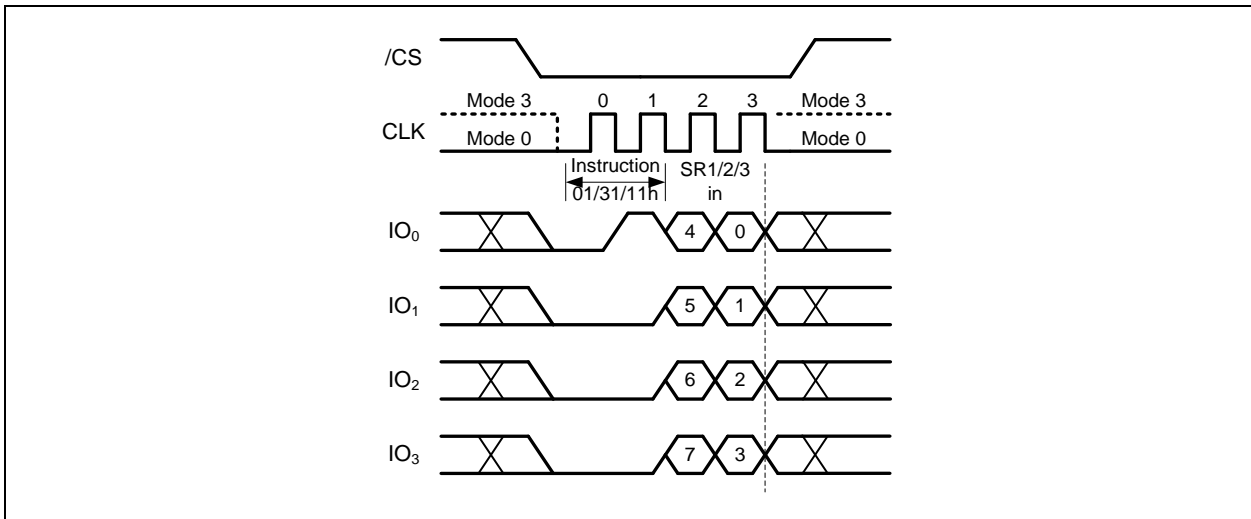 /CS
Mode 3 0 1 2 3 Mode 3
CLK
Mode 0 Mode 0
Instruction SR1/2/3
01/31/11h in
IO₀ 4 0
IO₁ 5 1
IO₂ 6 2
IO₃ 7 3